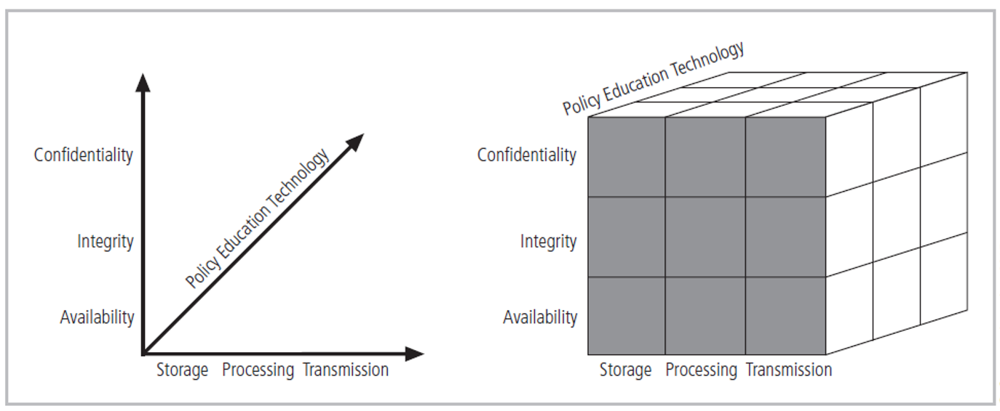 Policy Education Technology
Confidentiality
Integrity
Availability
Storage Processing Transmission
Policy Education Technology
Confidentiality
Integrity
Availability
Storage Processing Transmission